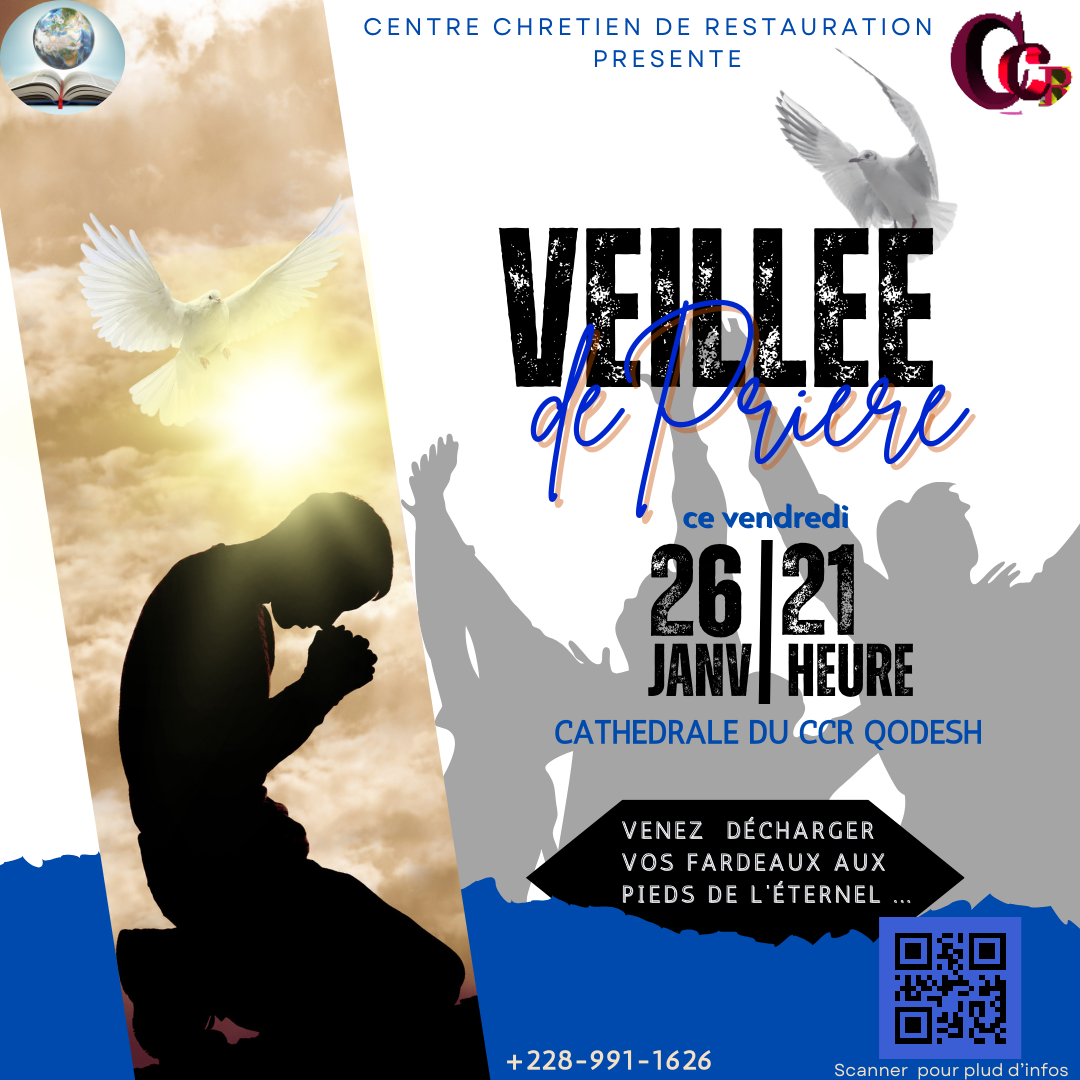 CENTRE CHRETIEN DE RESTAURATION
PRESENTE
CCR
VEILLEE
de Priere
ce vendredi
26 | 21
JANV | HEURE
CATHEDRALE DU CCR QODESH
VENEZ DÉCHARGER
VOS FARDEAUX AUX
PIEDS DE L'ÉTERNEL ...
+228-991-1626
Scanner pour plud d'infos